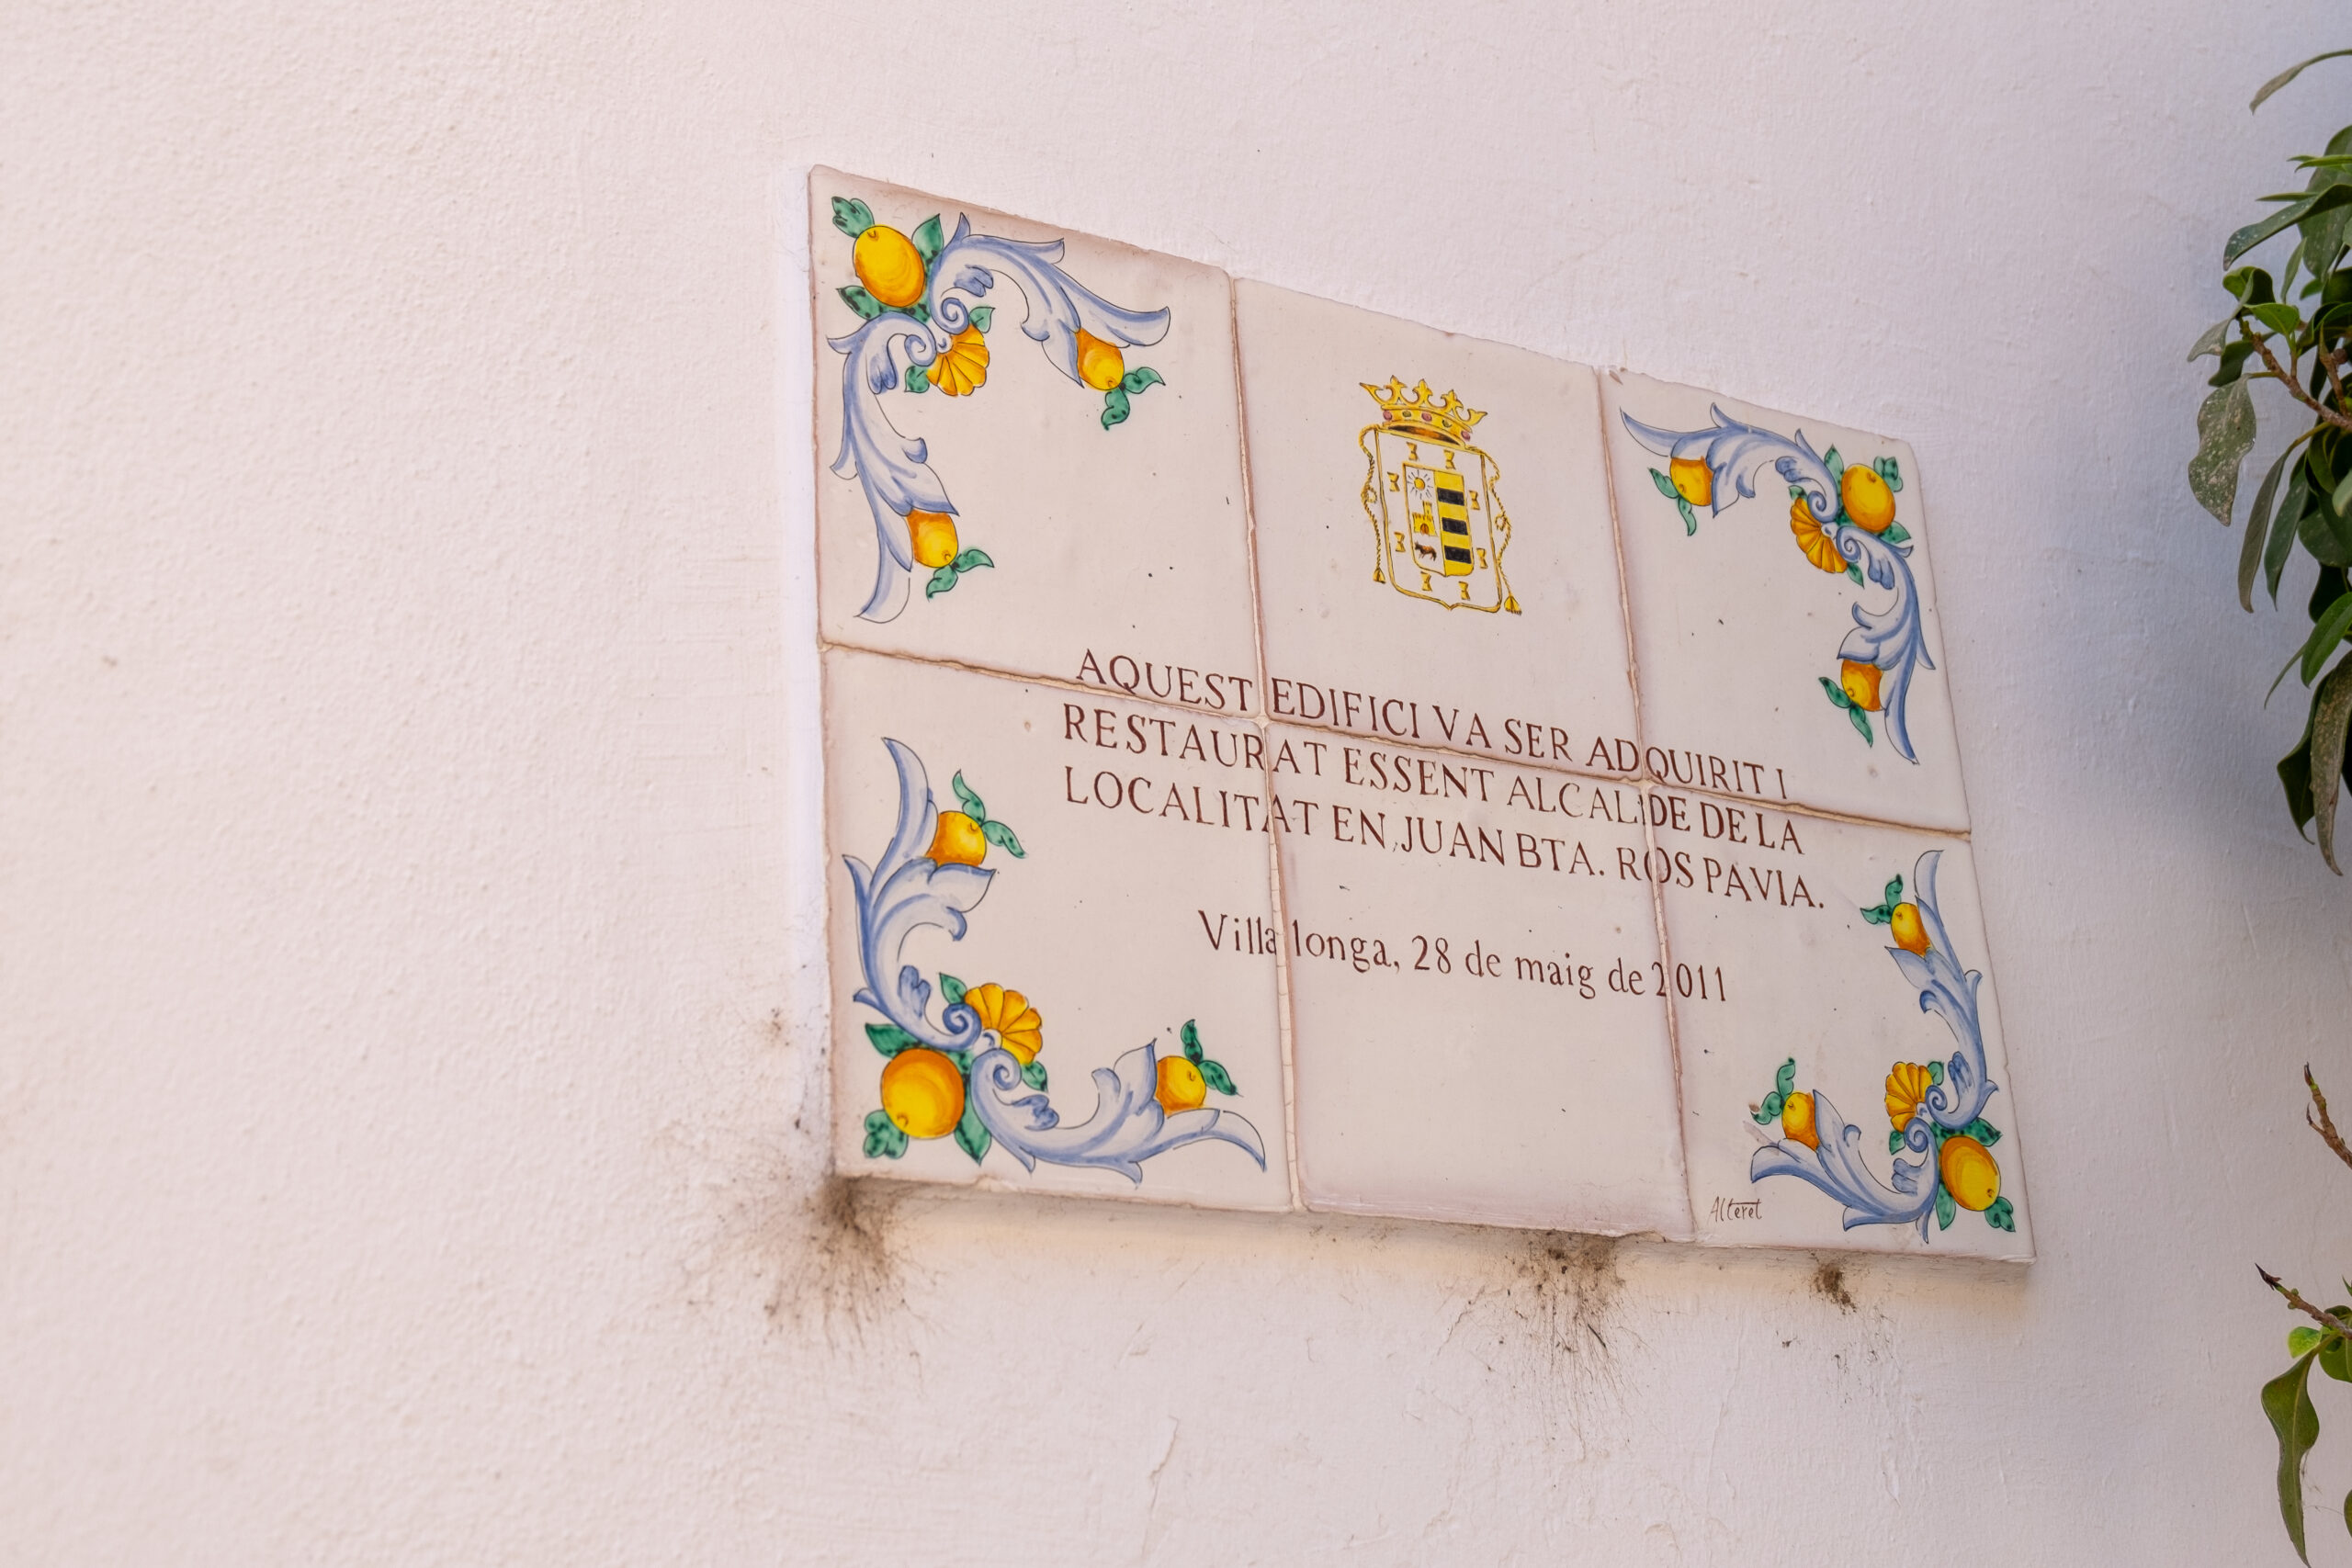 AQUEST EDIFICI VA SER ADQUIRIT I
RESTAURAT ESSENT ALCALDE DE LA
LOCALITAT EN JUAN BTA. ROS PAVIA.
Villalonga, 28 de maig de 2011
Alteret